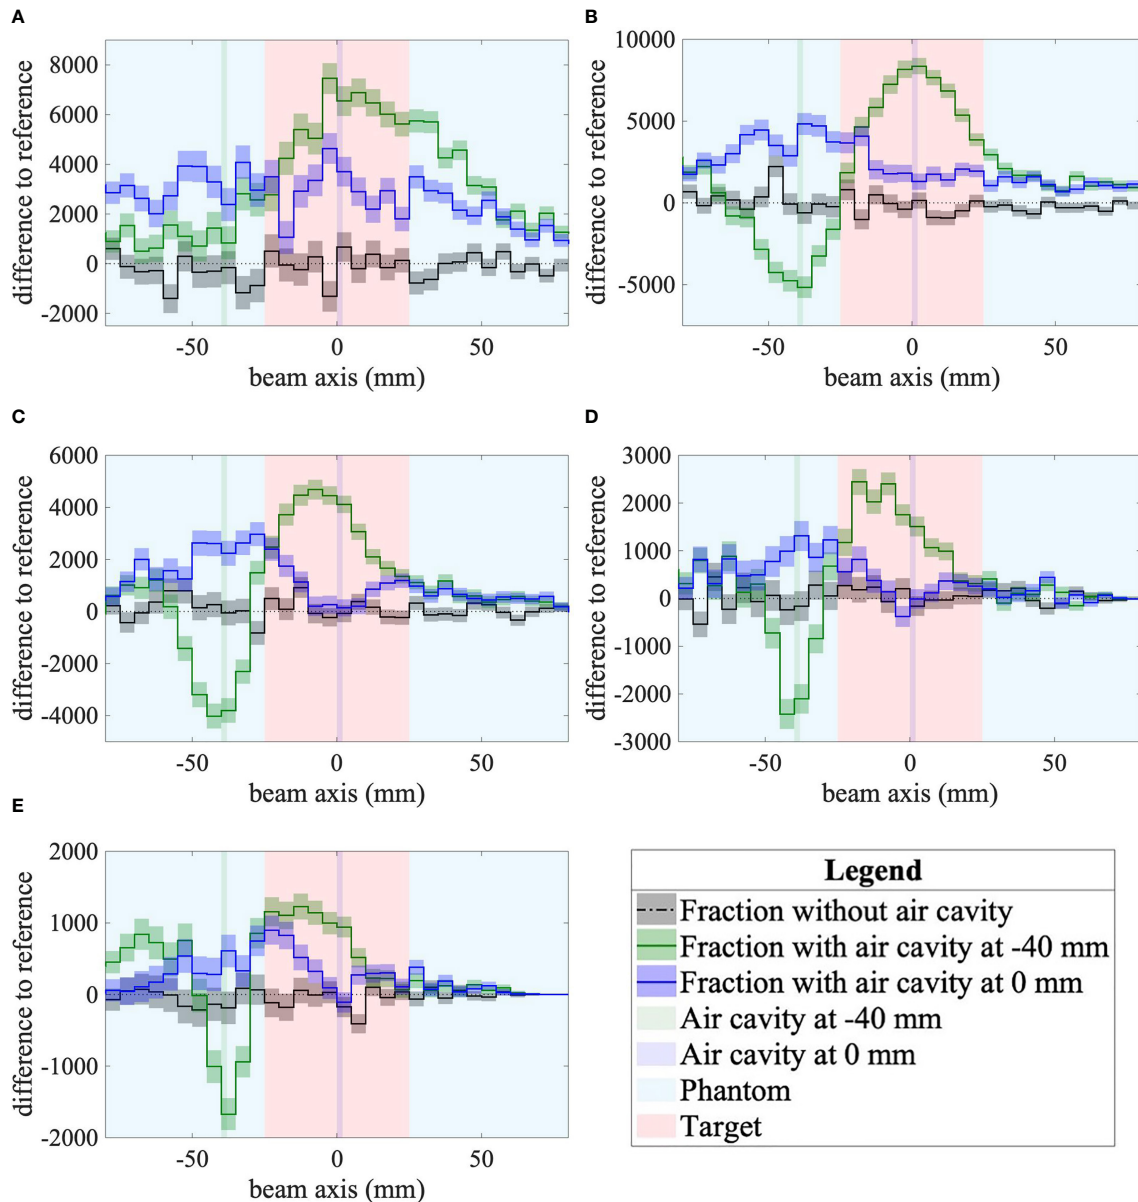 A
8000
6000
4000
2000
0
-2000
difference to reference
-50
0
50
beam axis (mm)
B
10000
5000
0
-5000
difference to reference
-50
0
50
beam axis (mm)
C
6000
4000
2000
0
-2000
-4000
difference to reference
-50
0
50
beam axis (mm)
D
3000
2000
1000
0
-1000
-2000
-3000
difference to reference
-50
0
50
beam axis (mm)
E
2000
1000
0
-1000
-2000
difference to reference
-50
0
50
beam axis (mm)
Legend
Fraction without air cavity
Fraction with air cavity at -40 mm
Fraction with air cavity at 0 mm
Air cavity at -40 mm
Air cavity at 0 mm
Phantom
Target